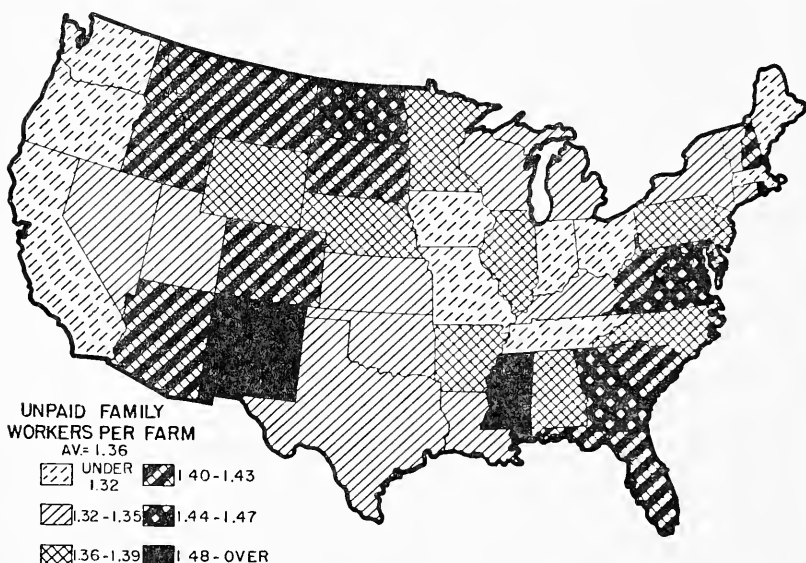 UNPAID FAMILY
WORKERS PER FARM
AV.= 1.36
UNDER
1.32
1.40-1.43
1.32-1.35
1.44-1.47
1.36-1.39
1 48-OVER